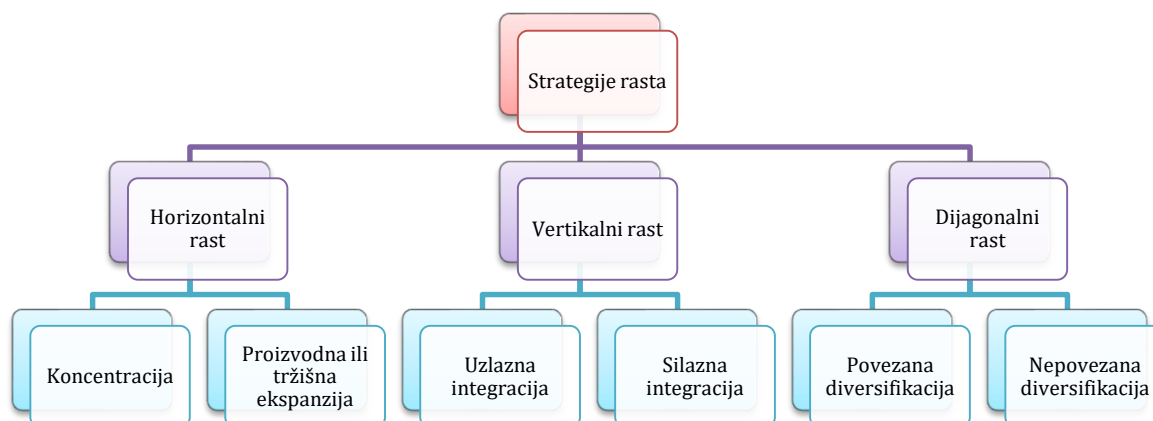 Strategije rasta
Horizontalni
rast
Vertikalni rast
Dijagonalni
rast
Koncentracija
Proizvodna ili
tržišna
ekspanzija
Uzlazna
integracija
Silazna
integracija
Povezana
diversifikacija
Nepovezana
diversifikacija